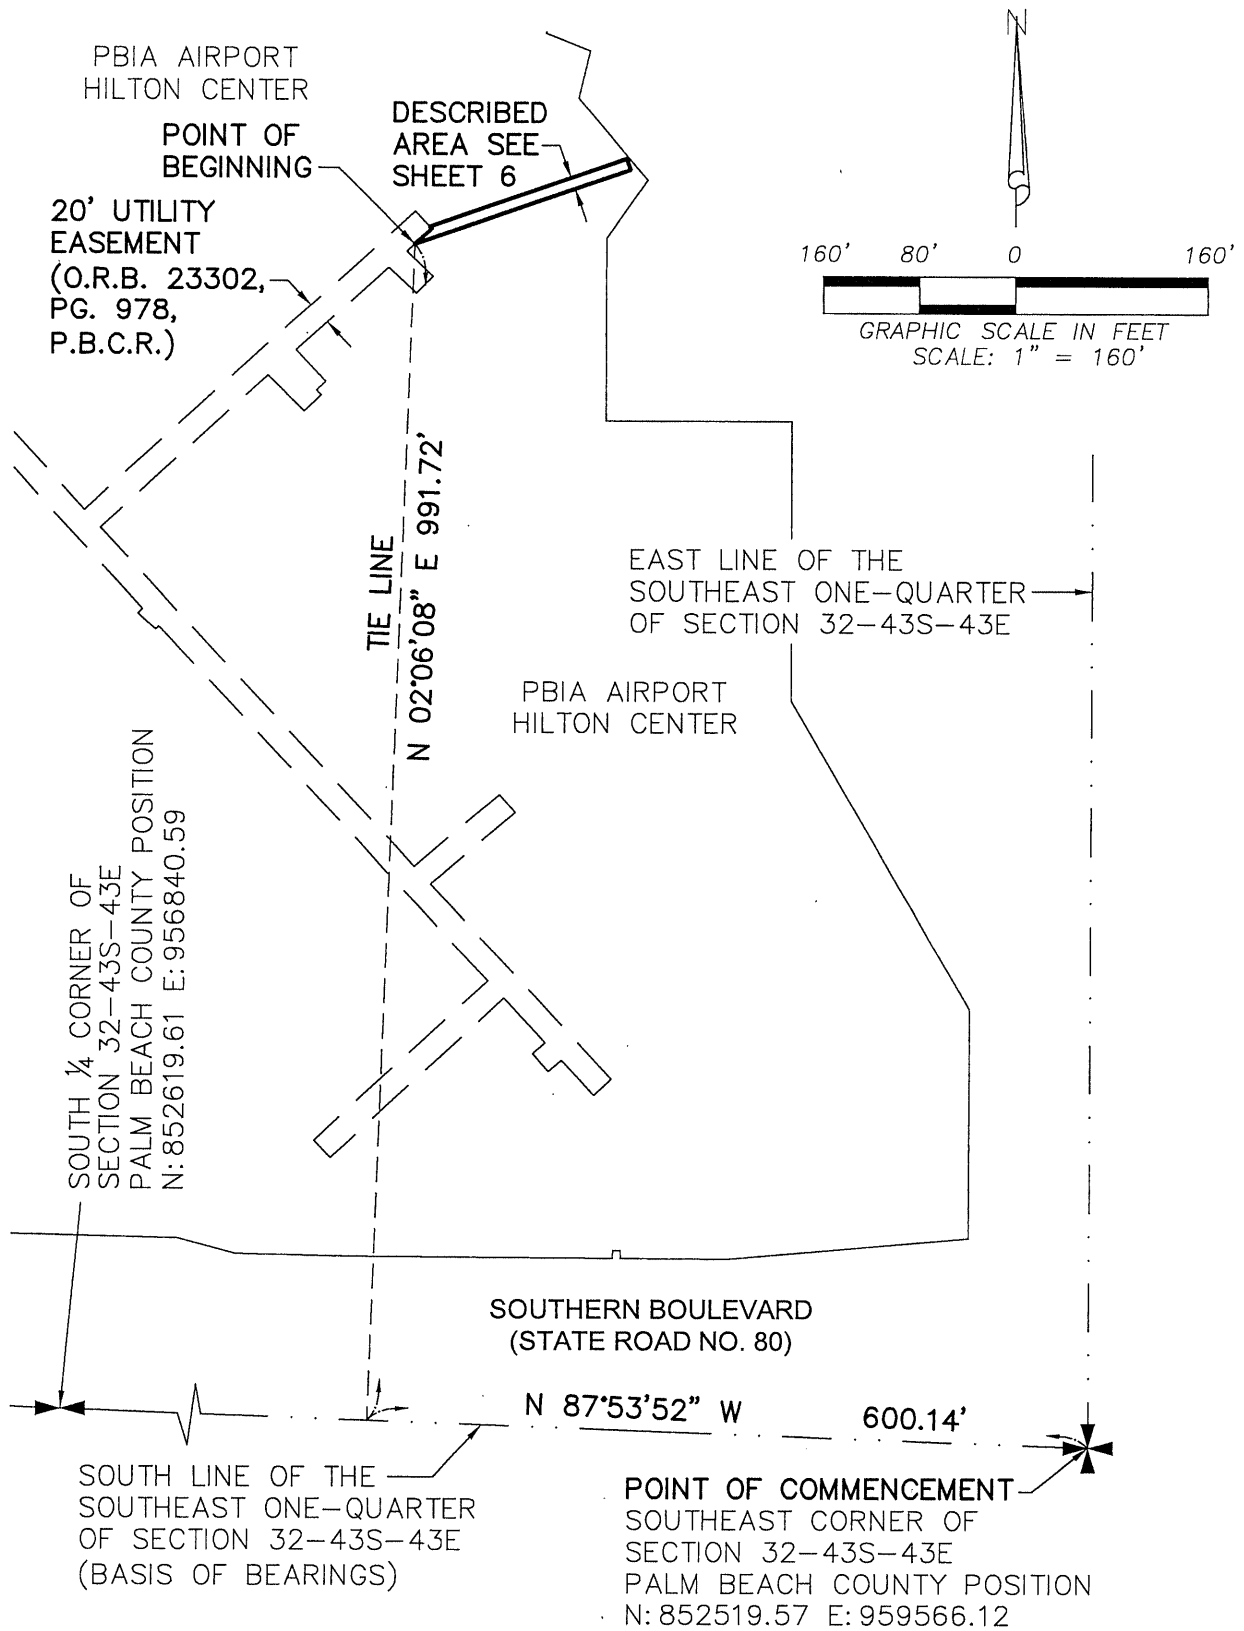 N
PBIA AIRPORT
HILTON CENTER
DESCRIBED
AREA SEE
SHEET 6
POINT OF
BEGINNING
20' UTILITY
EASEMENT
(O.R.B. 23302,
PG. 978,
P.B.C.R.)
160' 80' 0 160'
GRAPHIC SCALE IN FEET
SCALE: 1" = 160'
TIE LINE
N 02°06'08" E 991.72'
EAST LINE OF THE
SOUTHEAST ONE-QUARTER
OF SECTION 32-43S-43E
PBIA AIRPORT
HILTON CENTER
SOUTH ¼ CORNER OF
SECTION 32-43S-43E
PALM BEACH COUNTY POSITION
N: 852619.61 E: 956840.59
SOUTHERN BOULEVARD
(STATE ROAD NO. 80)
N 87°53'52" W 600.14'
SOUTH LINE OF THE
SOUTHEAST ONE-QUARTER
OF SECTION 32-43S-43E
(BASIS OF BEARINGS)
POINT OF COMMENCEMENT
SOUTHEAST CORNER OF
SECTION 32-43S-43E
PALM BEACH COUNTY POSITION
N: 852519.57 E: 959566.12